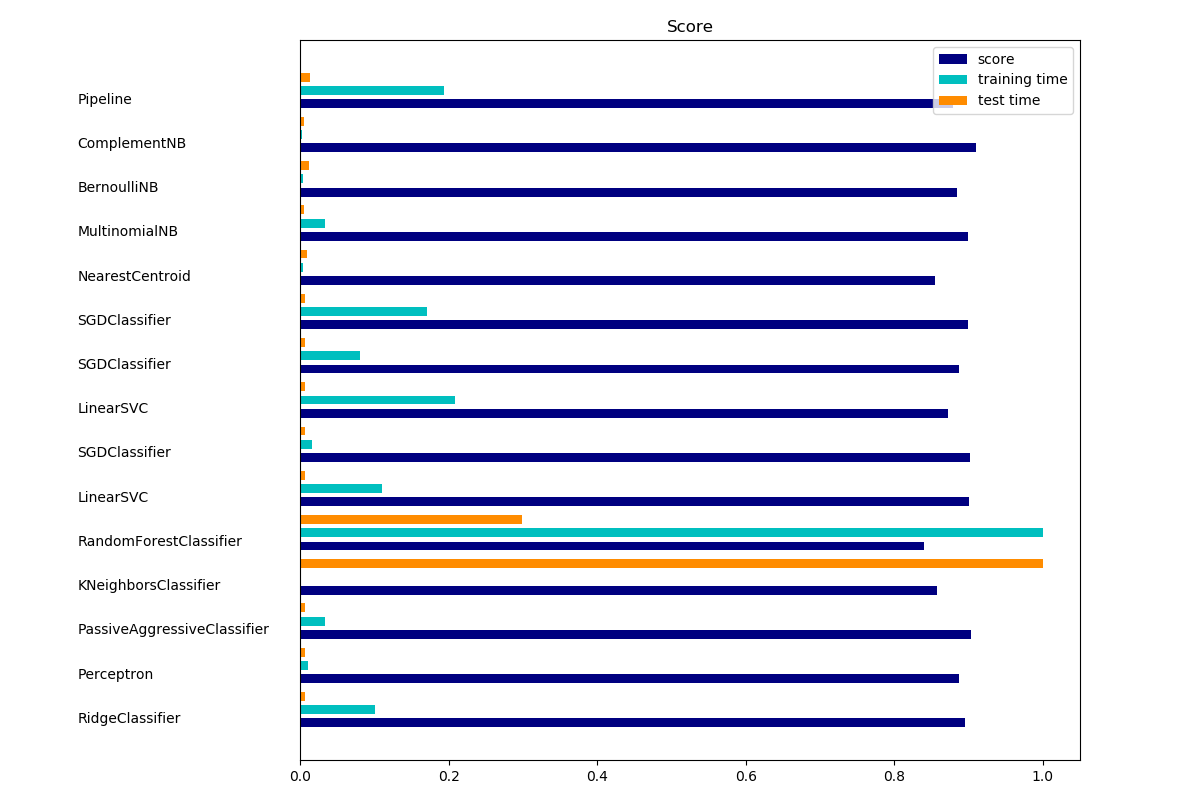 Score
score
training time
test time
Pipeline
ComplementNB
BernoulliNB
MultinomialNB
NearestCentroid
SGDClassifier
SGDClassifier
LinearSVC
SGDClassifier
LinearSVC
RandomForestClassifier
KNeighborsClassifier
PassiveAggressiveClassifier
Perceptron
RidgeClassifier
0.0 0.2 0.4 0.6 0.8 1.0